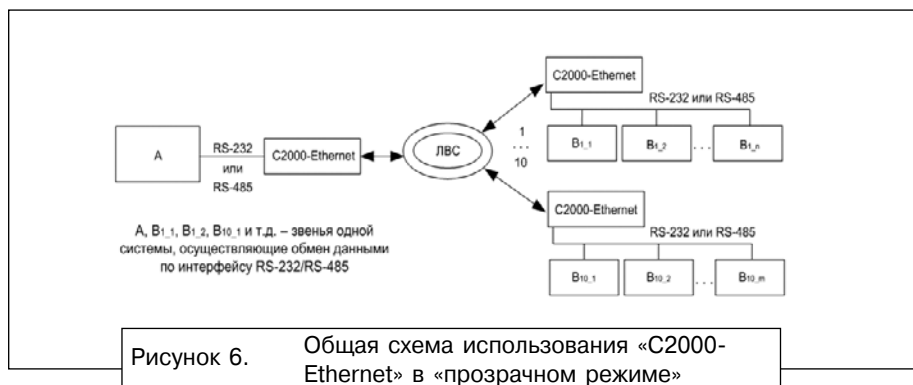 C2000-Ethernet
RS-232 или RS-485
B1_1 B1_2 . . . B1_n
1
. . .
10
A
RS-232
или
RS-485
C2000-Ethernet
ЛВС
C2000-Ethernet
RS-232 или RS-485
B10_1 B10_2 . . . B10_m
A, B1_1, B1_2, B10_1 и т.д. – звенья одной
системы, осуществляющие обмен данными
по интерфейсу RS-232/RS-485
Рисунок 6. Общая схема использования «С2000-
Ethernet» в «прозрачном режиме»